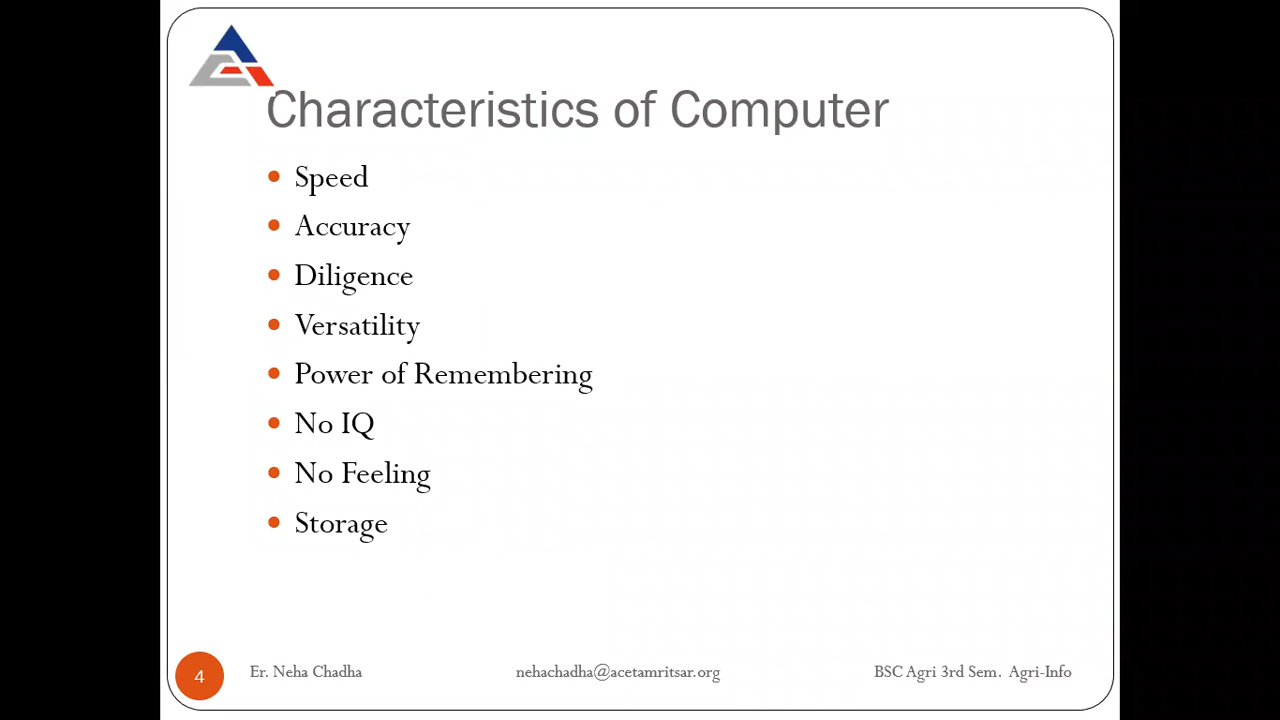 Characteristics of Computer
Speed
Accuracy
Diligence
Versatility
Power of Remembering
No IQ
No Feeling
Storage
4
Er. Neha Chadha
nehachadha@acetamritsar.org
BSC Agri 3rd Sem. Agri-Info